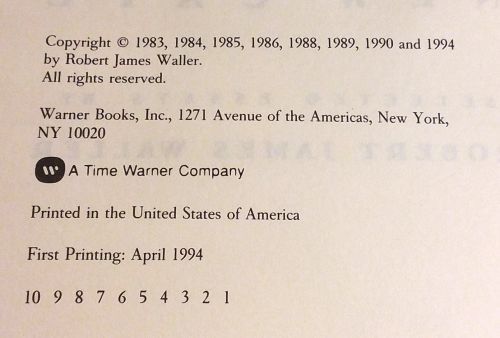 Copyright © 1983, 1984, 1985, 1986, 1988, 1989, 1990 and 1994
by Robert James Waller.
All rights reserved.
Warner Books, Inc., 1271 Avenue of the Americas, New York,
NY 10020
A Time Warner Company
Printed in the United States of America
First Printing: April 1994
10 9 8 7 6 5 4 3 2 1